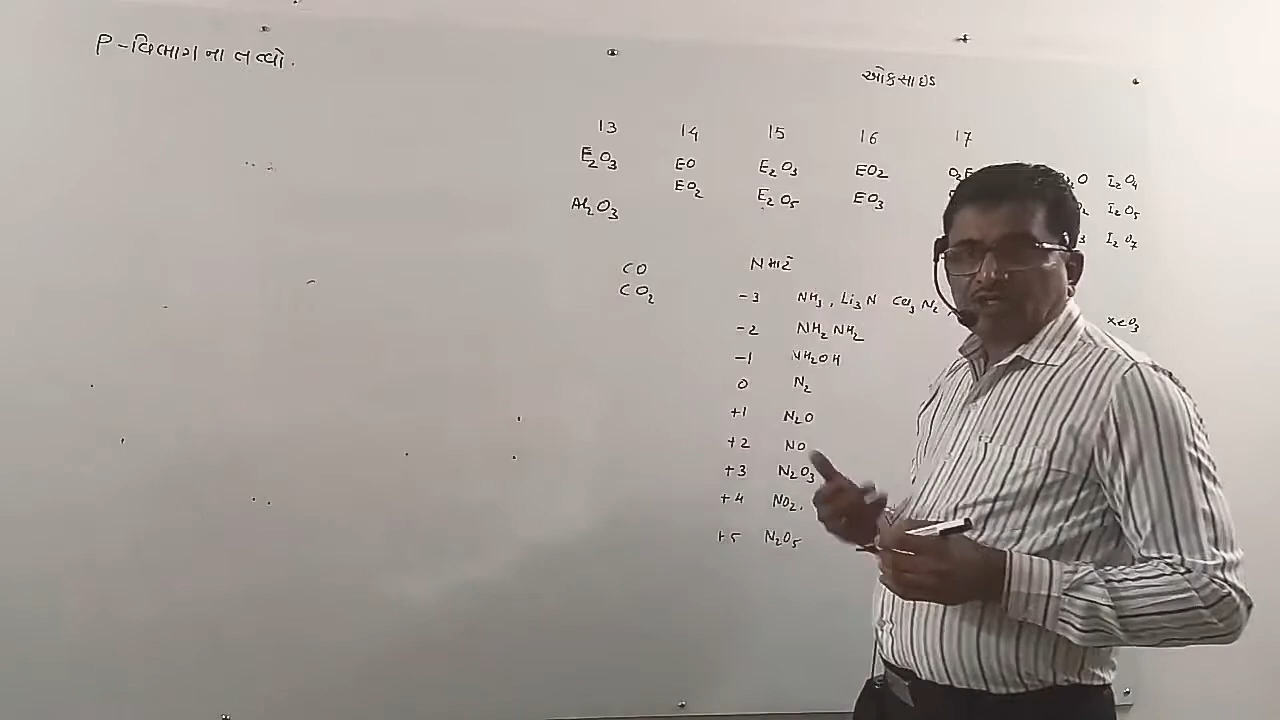 P-વિભાગ ના તત્વો.
ઓકસાઇડ
13 14 15 16 17
E₂O₃ EO E₂O₃ EO₂ I₂O₄
EO₂ E₂O₅ EO₃ I₂O₅
Al₂O₃
I₂O₇
CO N માટે
CO₂ -3 NH₃, Li₃N
XeO₃
-2 NH₂NH₂
-1 NH₂OH
0 N₂
+1 N₂O
+2 NO
+3 N₂O₃
+4 NO₂,
+5 N₂O₅